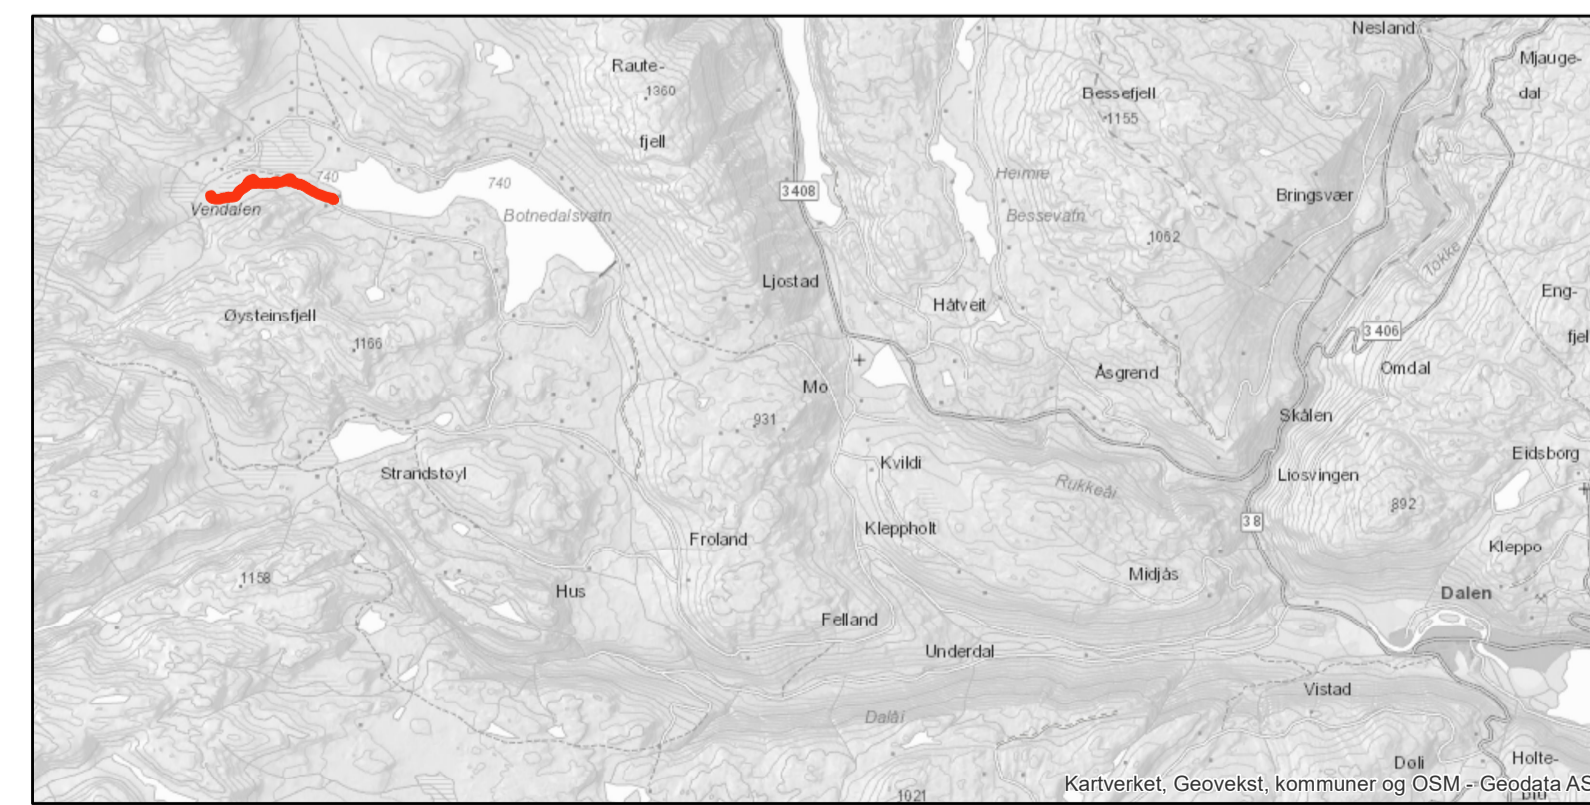 Nesland
Raute-
Mjauge-
1360
Bessefjell
dal
1155
fjell
Heimre
740
740
3408
Bringsvær
Vendalen
Botnedalsvatn
Bessevatn
1062
Tokke
Ljostad
Eng-
Håtveit
Øysteinsfjell
3 406
fjel
1166
Omdal
Mo
Åsgrend
931
Skålen
Kvildi
Eidsborg
Strandstøyl
Liosvingen
Rukkeåi
892
38
Kleppholt
Froland
Kleppo
1158
Midjås
Hus
Dalen
Felland
Underdal
Vistad
Dalåi
Døli
Holte-
Kartverket, Geovekst, kommuner og OSM - Geodata AS
1021